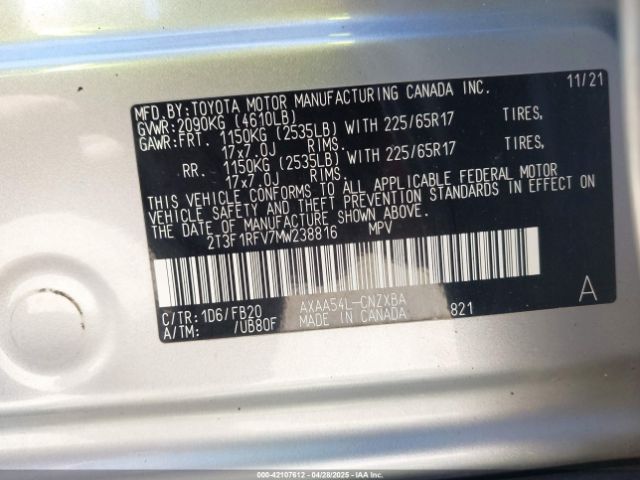 MFD.BY:TOYOTA MOTOR MANUFACTURING CANADA INC. 11/21
GVWR:2090KG (4610LB)
GAWR:FRT. 1150KG (2535LB) WITH 225/65R17 TIRES,
17x7.0J RIMS.
RR. 1150KG (2535LB) WITH 225/65R17 TIRES,
17x7.0J RIMS.
THIS VEHICLE CONFORMS TO ALL APPLICABLE FEDERAL MOTOR
VEHICLE SAFETY AND THEFT PREVENTION STANDARDS IN EFFECT ON
THE DATE OF MANUFACTURE SHOWN ABOVE.
2T3F1RFV7MW238816 MPV
C/TR:1D6/FB20 AXAA54L-CNZXBA 821 A
A/TM: /UB80F MADE IN CANADA
000-42107612 - 04/28/2025 - IAA Inc.